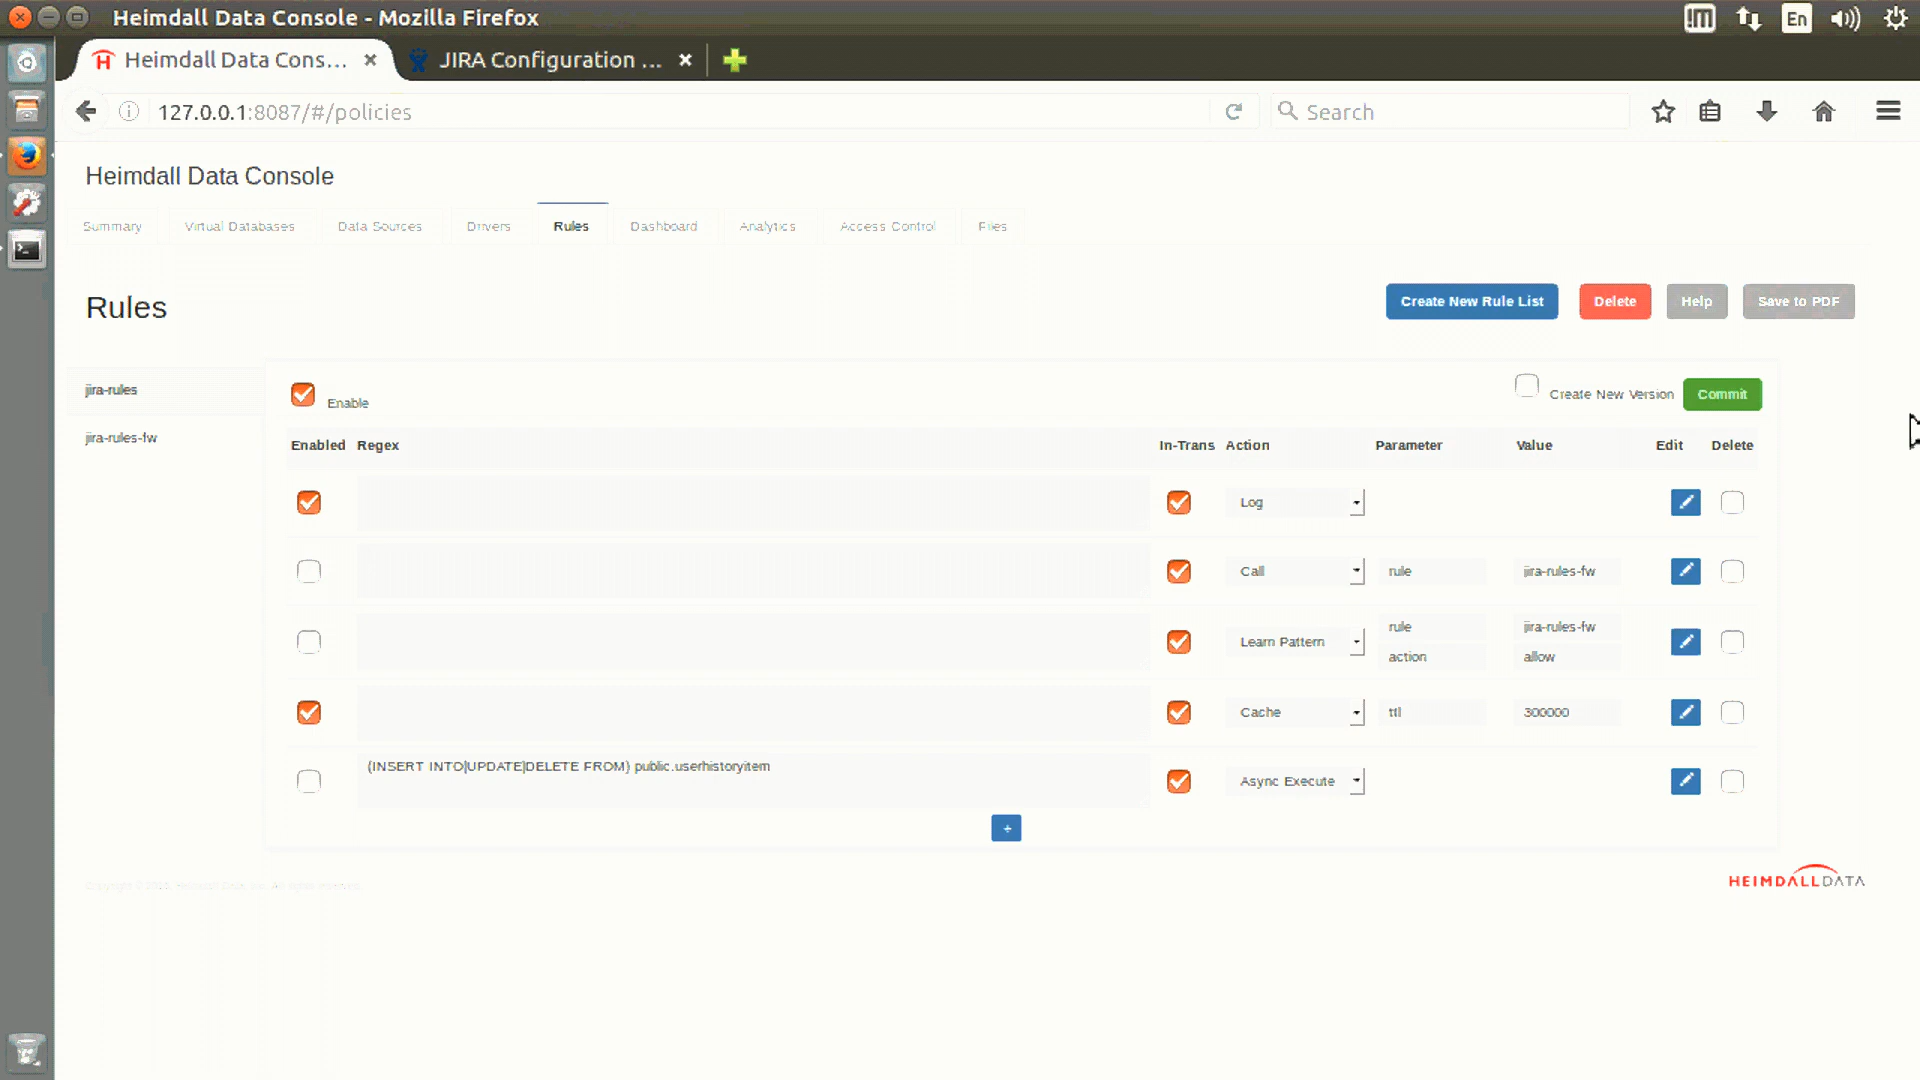 Heimdall Data Console - Mozilla Firefox
En
Heimdall Data Cons...
JIRA Configuration ...
127.0.0.1:8087/#/policies
Search
Heimdall Data Console
Summary Virtual Databases Data Sources Drivers Rules Dashboard Analytics Access Control Files
Rules
Create New Rule List Delete Help Save to PDF
jira-rules
jira-rules-fw
Enable
Create New Version Commit
Enabled Regex In-Trans Action Parameter Value Edit Delete
Log
Call rule jira-rules-fw
Learn Pattern
rule jira-rules-fw
action allow
Cache ttl 300000
(INSERT INTO|UPDATE|DELETE FROM) public.userhistoryitem
Async Execute
+
HEIMDALLDATA